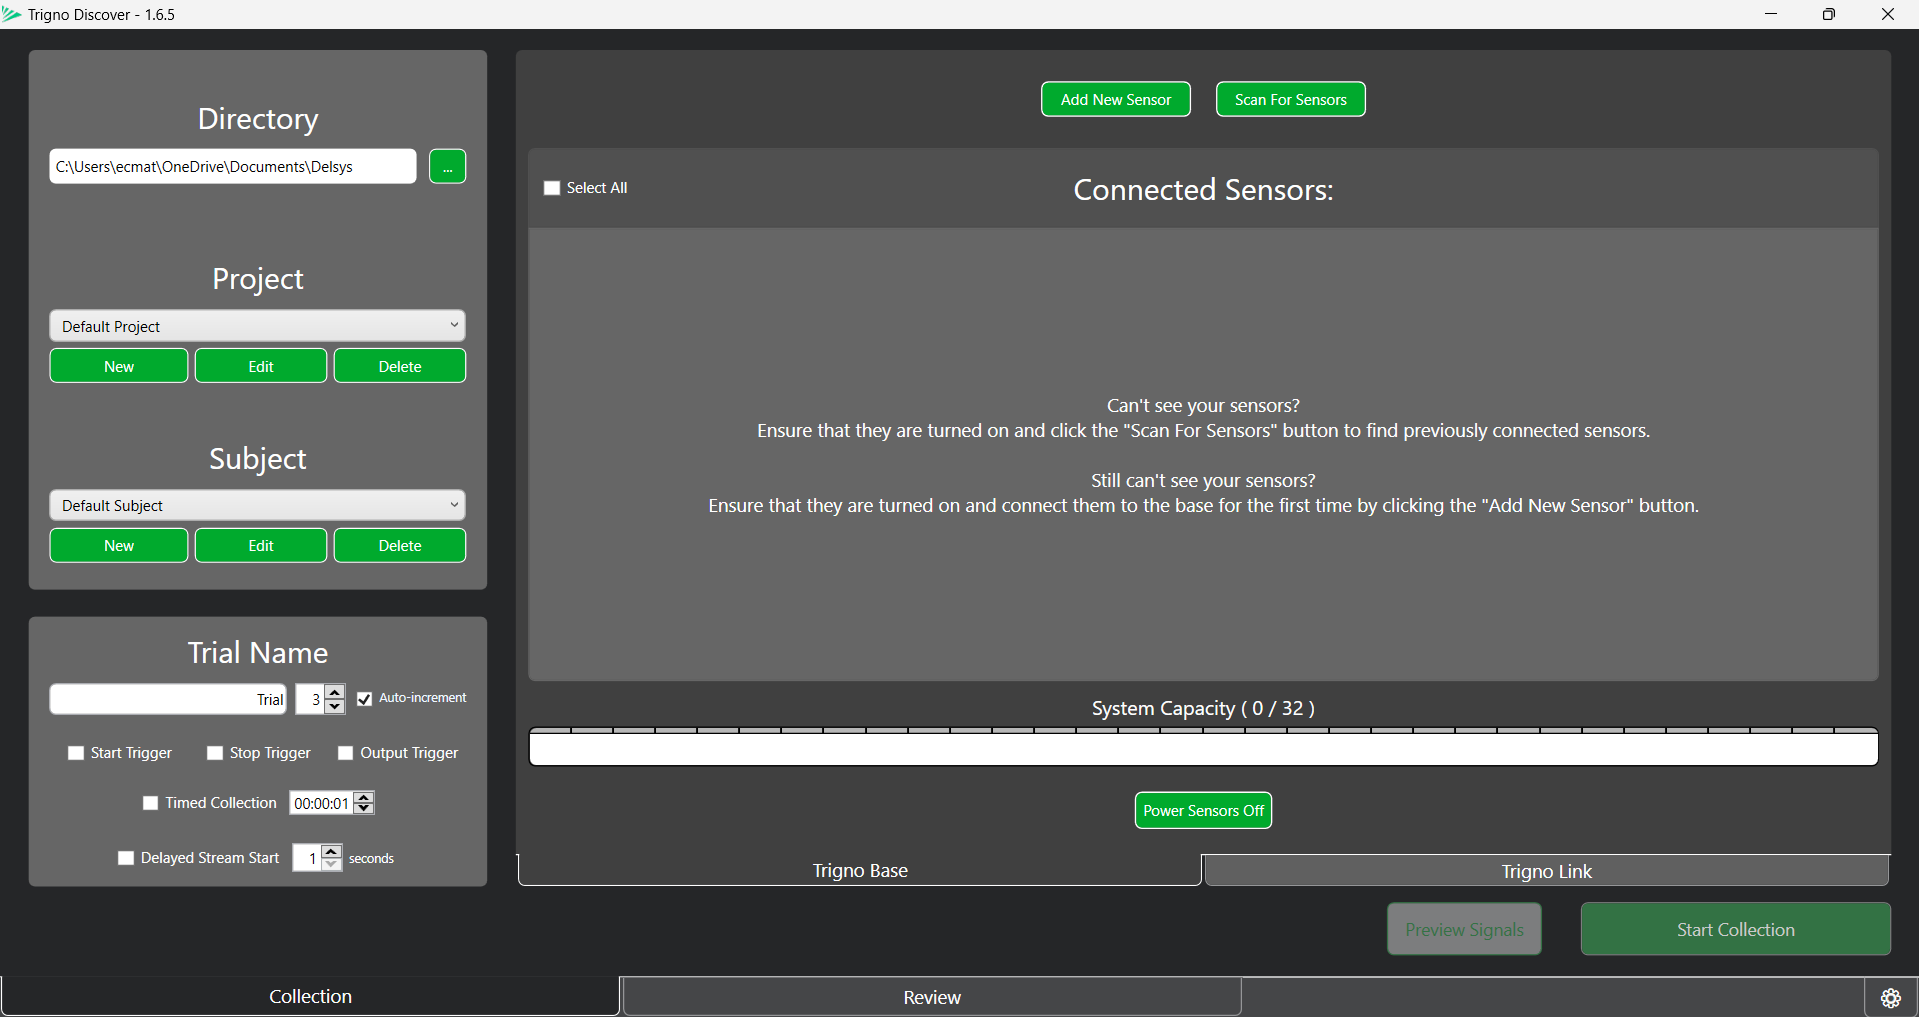 Trigno Discover - 1.6.5
Directory
C:\Users\ecmat\OneDrive\Documents\Delsys
...
Project
Default Project
New
Edit
Delete
Subject
Default Subject
New
Edit
Delete
Trial Name
Trial
3
Auto-increment
Start Trigger
Stop Trigger
Output Trigger
Timed Collection
00:00:01
Delayed Stream Start
1
seconds
Add New Sensor
Scan For Sensors
Select All
Connected Sensors:
Can't see your sensors?
Ensure that they are turned on and click the "Scan For Sensors" button to find previously connected sensors.
Still can't see your sensors?
Ensure that they are turned on and connect them to the base for the first time by clicking the "Add New Sensor" button.
System Capacity ( 0 / 32 )
Power Sensors Off
Trigno Base
Trigno Link
Preview Signals
Start Collection
Collection
Review